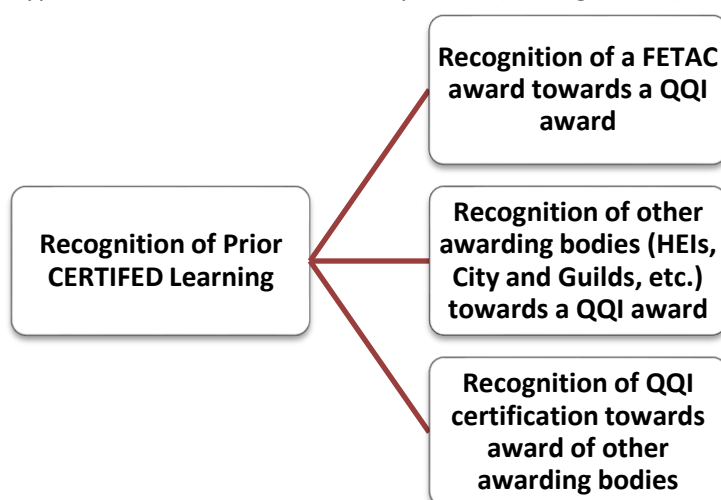 Recognition of a FETAC
award towards a QQI
award
Recognition of Prior
CERTIFED Learning
Recognition of other
awarding bodies (HEIs,
City and Guilds, etc.)
towards a QQI award
Recognition of QQI
certification towards
award of other
awarding bodies